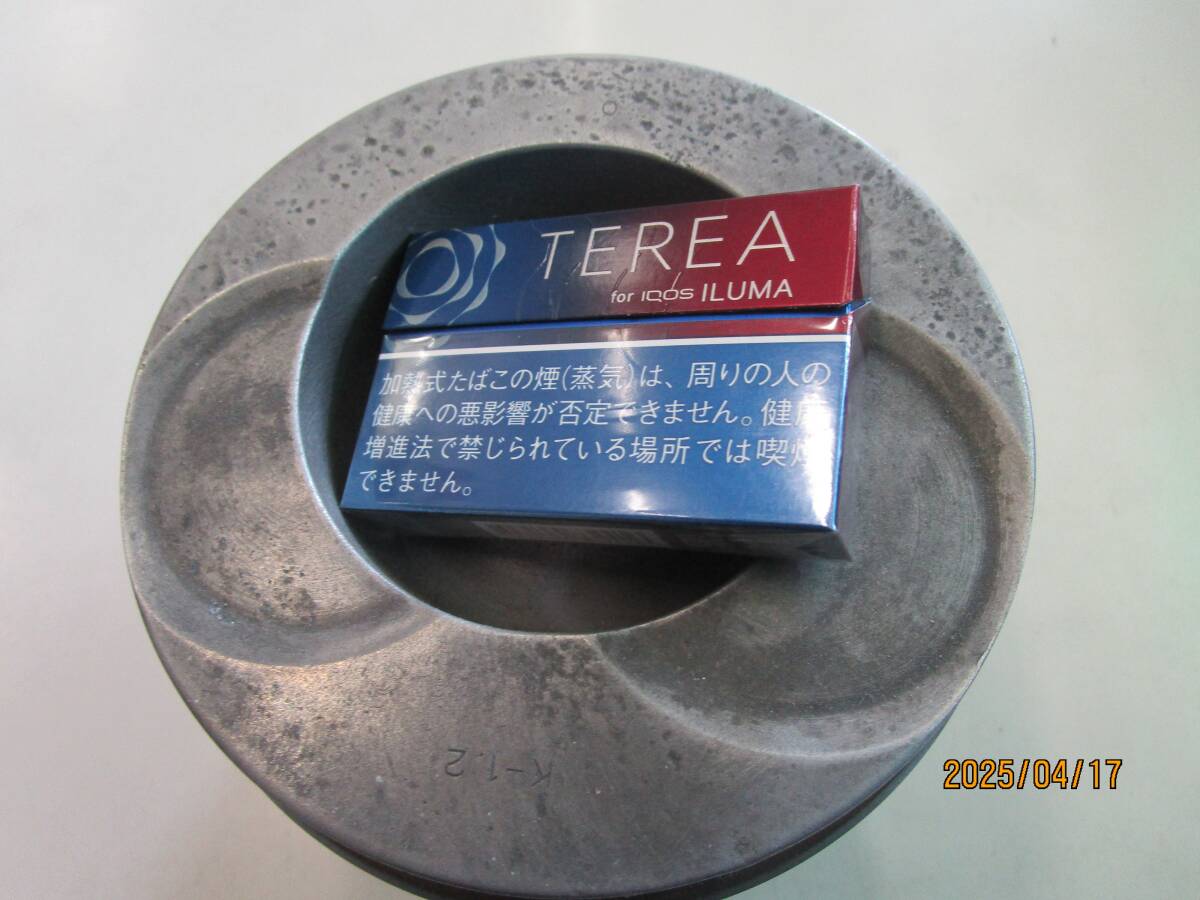 TEREA
for IQOS ILUMA
加熱式たばこの煙(蒸気)は、周りの人の
健康への悪影響が否定できません。健康
増進法で禁じられている場所では喫煙
できません。
K-1.2
2025/04/17